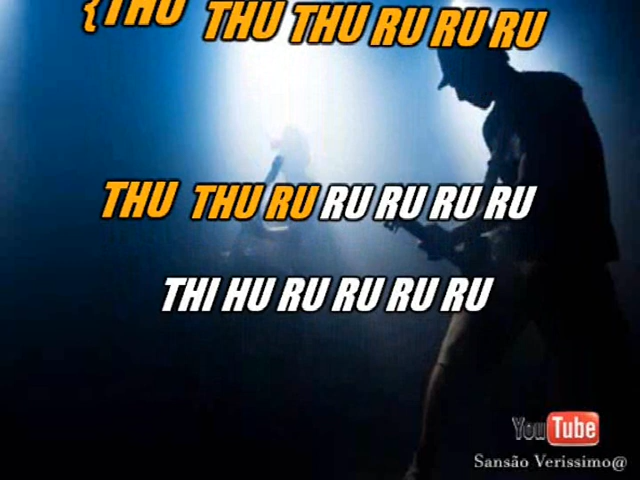 {THU THU THU RU RU RU
THU THU RU RU RU RU RU
THI HU RU RU RU RU
YouTube
Sansão Verissimo@